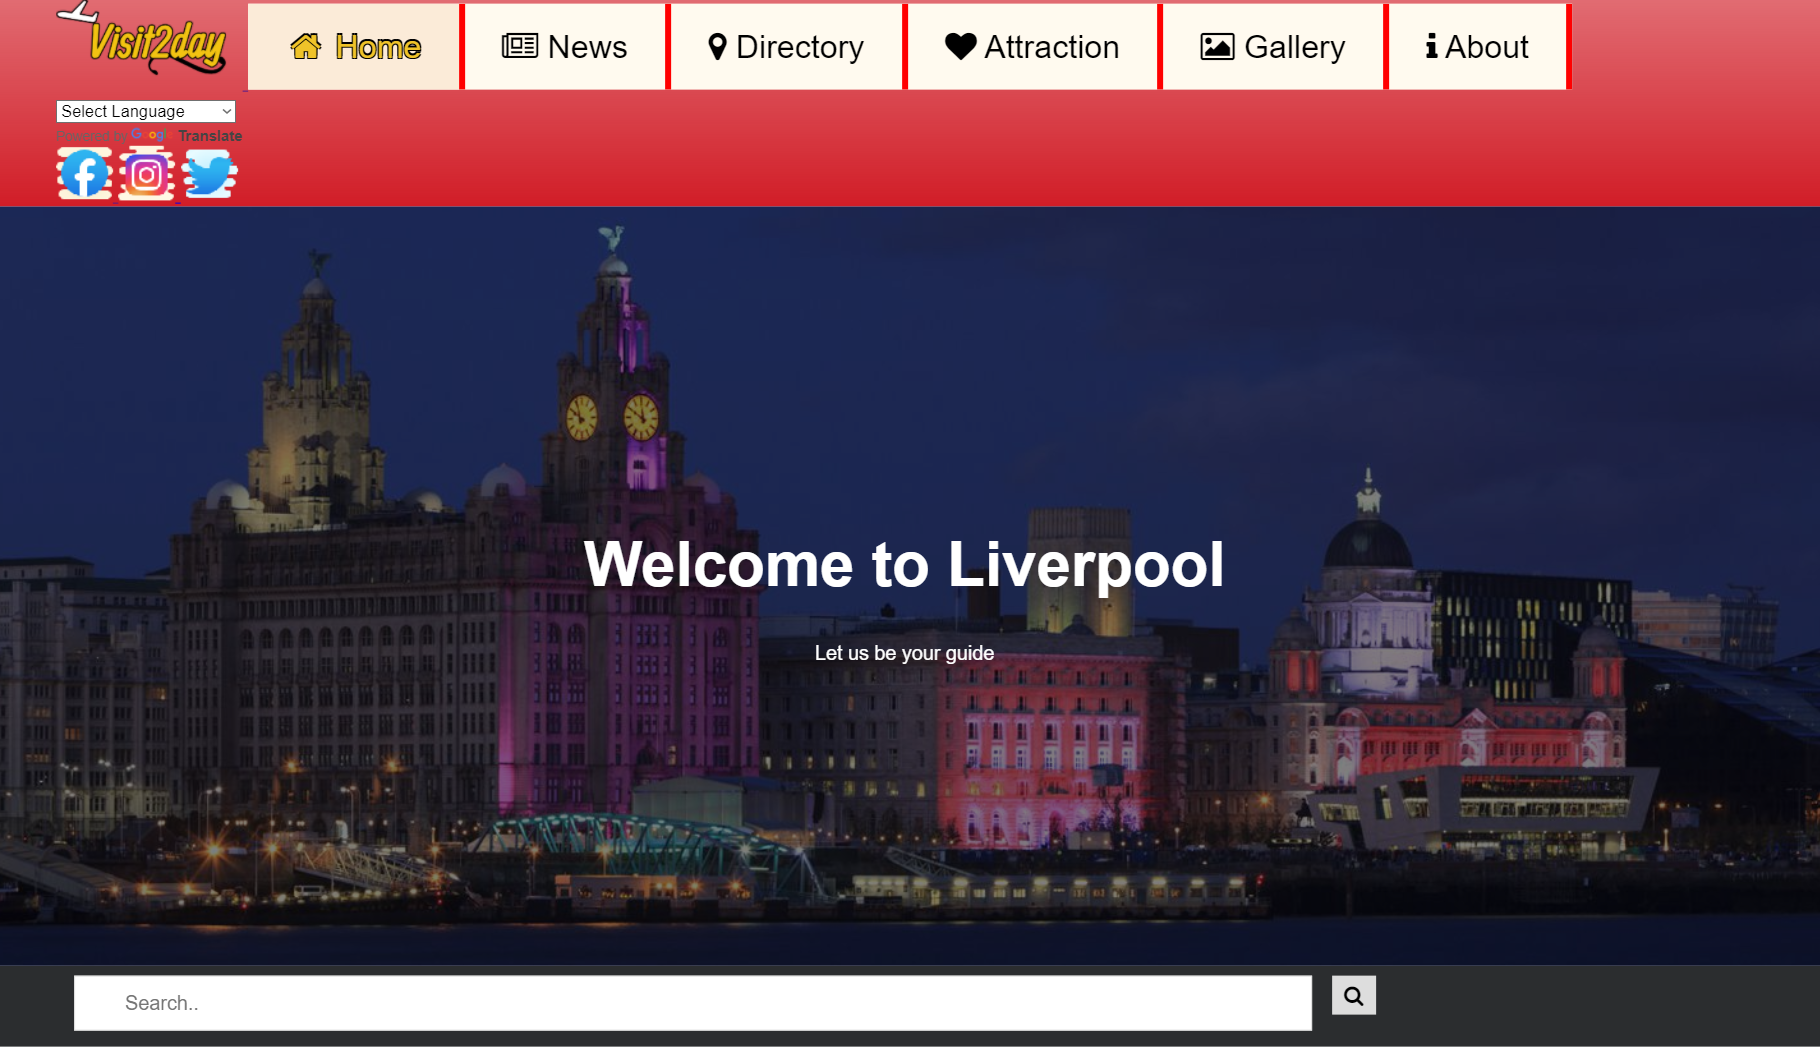 Visit2day
Home
News
Directory
Attraction
Gallery
About
Select Language
Powered by Google Translate
Welcome to Liverpool
Let us be your guide
Search..